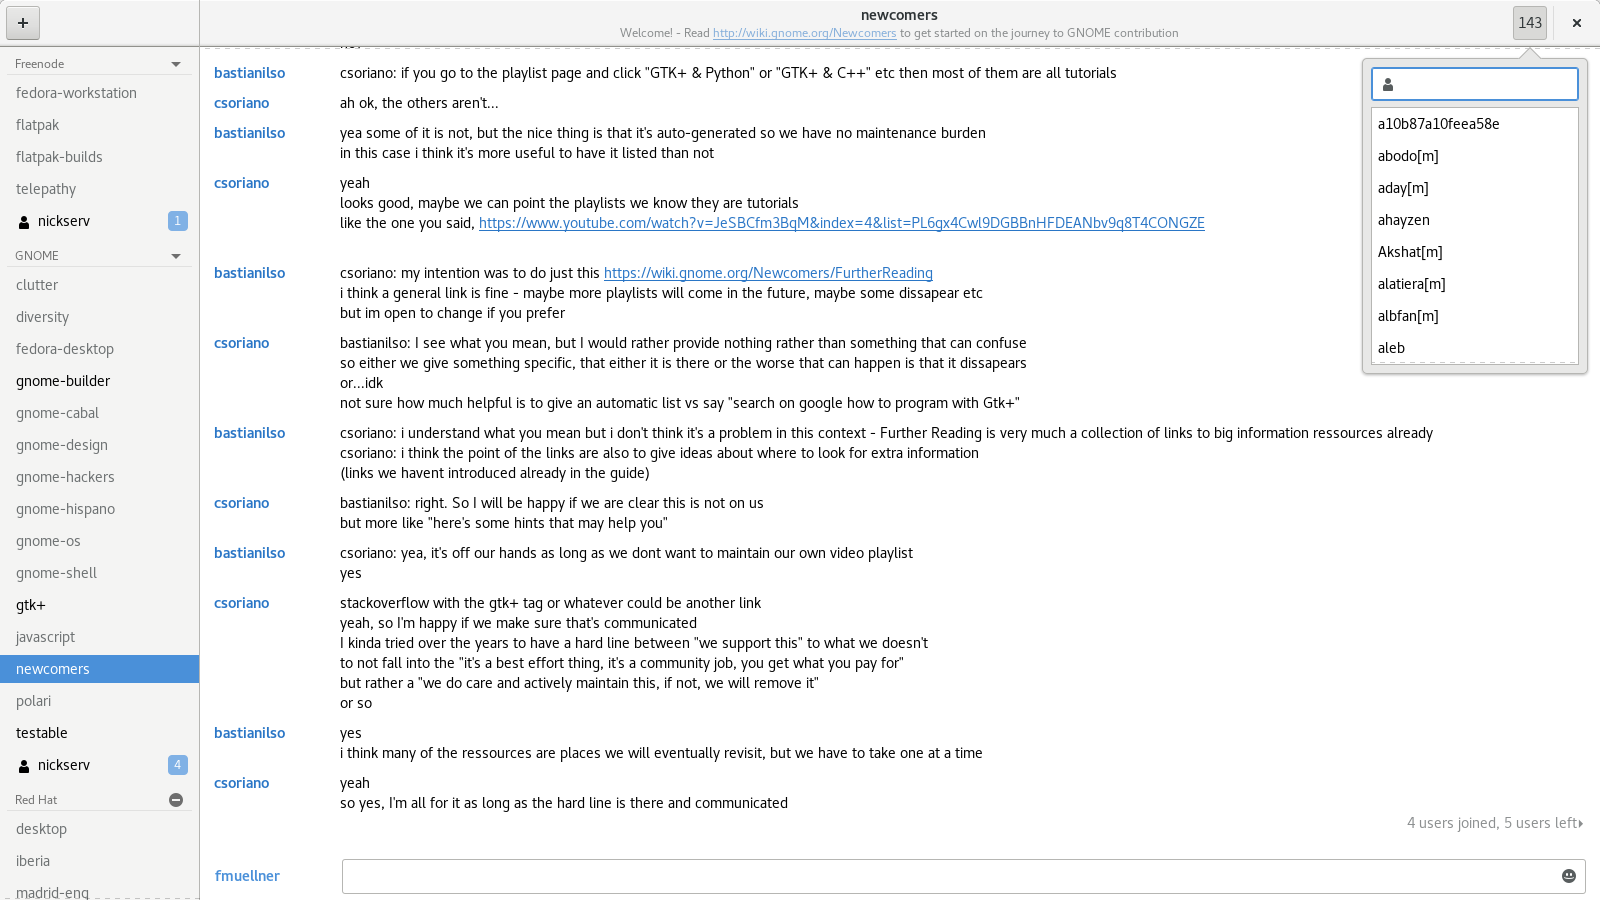 +
newcomers
Welcome! - Read http://wiki.gnome.org/Newcomers to get started on the journey to GNOME contribution
143
Freenode
fedora-workstation
flatpak
flatpak-builds
telepathy
nickserv 1
GNOME
clutter
diversity
fedora-desktop
gnome-builder
gnome-cabal
gnome-design
gnome-hackers
gnome-hispano
gnome-os
gnome-shell
gtk+
javascript
newcomers
polari
testable
nickserv 4
Red Hat
desktop
iberia
madrid-eng
bastianilso csoriano: if you go to the playlist page and click "GTK+ & Python" or "GTK+ & C++" etc then most of them are all tutorials
csoriano ah ok, the others aren't...
bastianilso yea some of it is not, but the nice thing is that it's auto-generated so we have no maintenance burden
in this case i think it's more useful to have it listed than not
csoriano yeah
looks good, maybe we can point the playlists we know they are tutorials
like the one you said, https://www.youtube.com/watch?v=JeSBCfm3BqM&index=4&list=PL6gx4Cwl9DGBBnHFDEANbv9q8T4CONGZE
bastianilso csoriano: my intention was to do just this https://wiki.gnome.org/Newcomers/FurtherReading
i think a general link is fine - maybe more playlists will come in the future, maybe some dissapear etc
but im open to change if you prefer
csoriano bastianilso: I see what you mean, but I would rather provide nothing rather than something that can confuse
so either we give something specific, that either it is there or the worse that can happen is that it dissapears
or...idk
not sure how much helpful is to give an automatic list vs say "search on google how to program with Gtk+"
bastianilso csoriano: i understand what you mean but i don't think it's a problem in this context - Further Reading is very much a collection of links to big information ressources already
csoriano: i think the point of the links are also to give ideas about where to look for extra information
(links we havent introduced already in the guide)
csoriano bastianilso: right. So I will be happy if we are clear this is not on us
but more like "here's some hints that may help you"
bastianilso csoriano: yea, it's off our hands as long as we dont want to maintain our own video playlist
yes
csoriano stackoverflow with the gtk+ tag or whatever could be another link
yeah, so I'm happy if we make sure that's communicated
I kinda tried over the years to have a hard line between "we support this" to what we doesn't
to not fall into the "it's a best effort thing, it's a community job, you get what you pay for"
but rather a "we do care and actively maintain this, if not, we will remove it"
or so
bastianilso yes
i think many of the ressources are places we will eventually revisit, but we have to take one at a time
csoriano yeah
so yes, I'm all for it as long as the hard line is there and communicated
4 users joined, 5 users left
fmuellner
a10b87a10feea58e
abodo[m]
aday[m]
ahayzen
Akshat[m]
alatiera[m]
albfan[m]
aleb